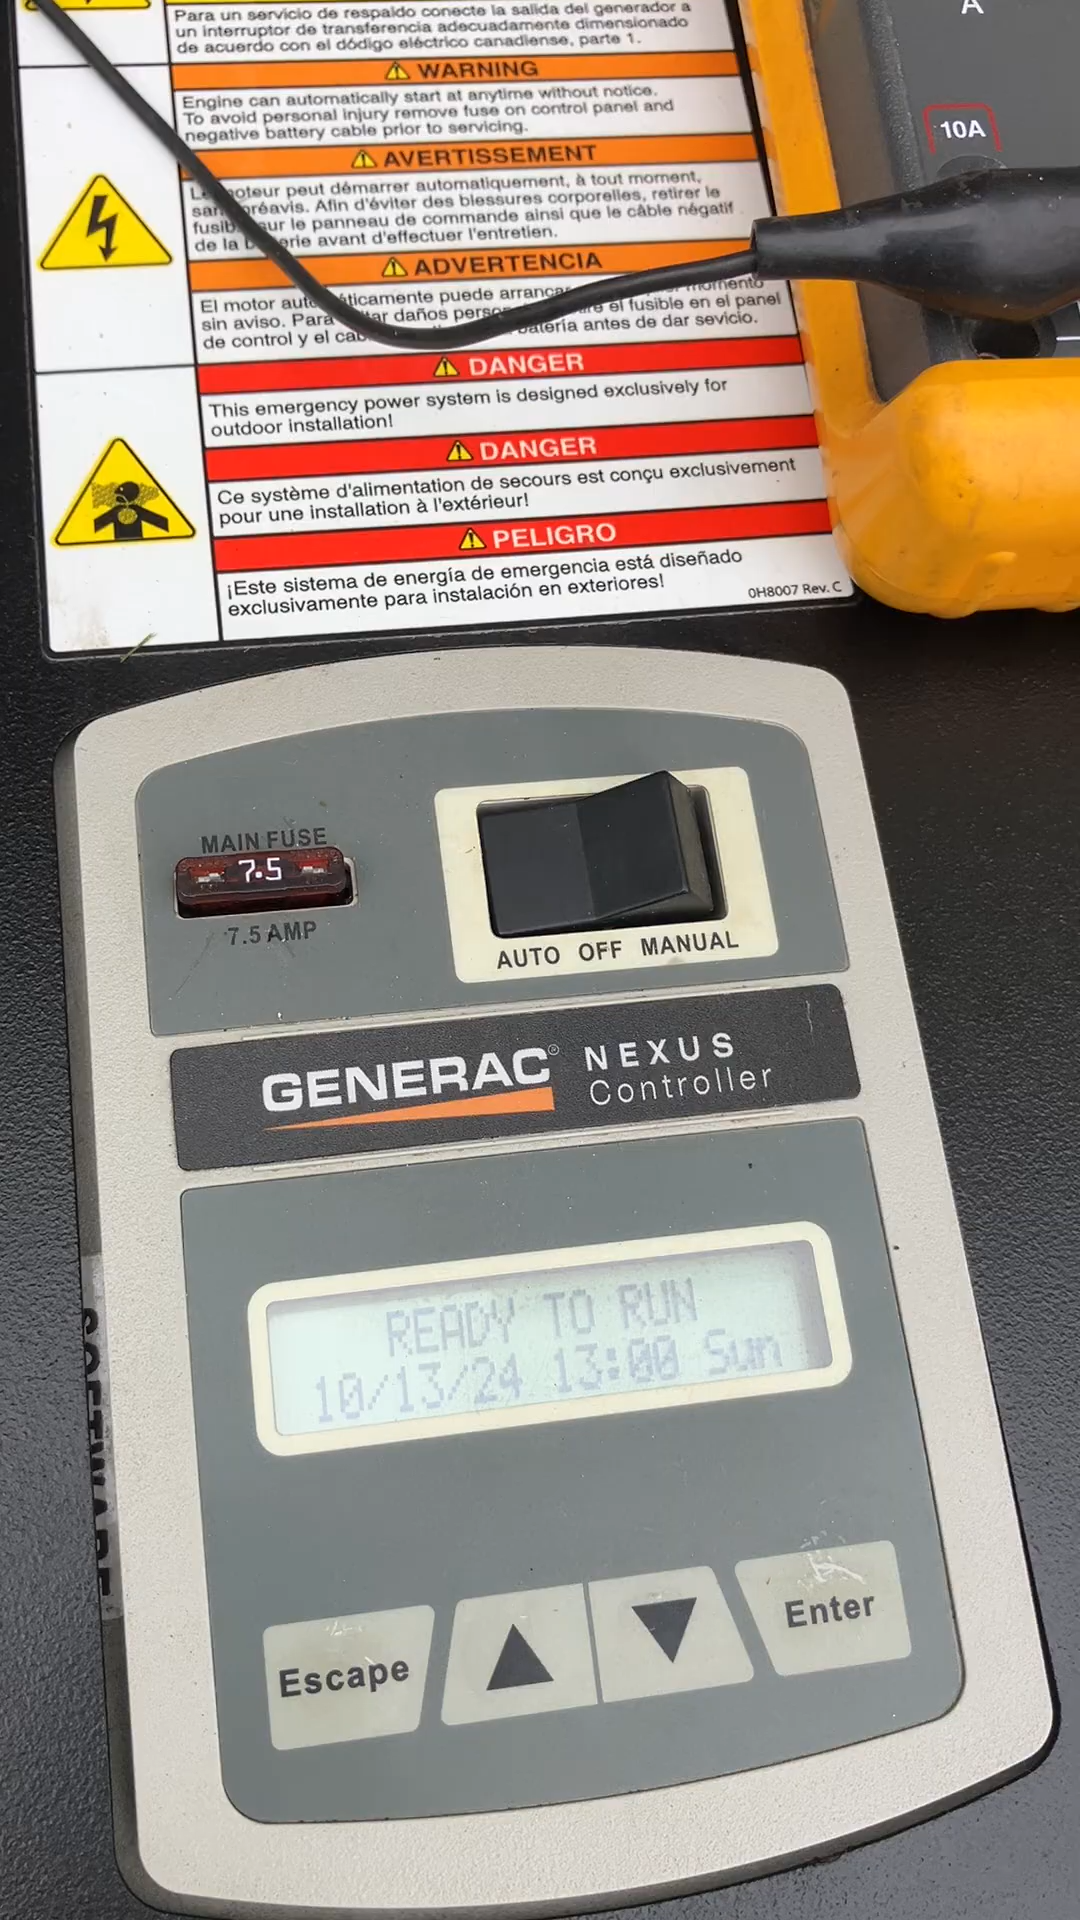 Para un servicio de respaldo conecte la salida del generador a
un interruptor de transferencia adecuadamente dimensionado
de acuerdo con el dódigo eléctrico canadiense, parte 1.
WARNING
Engine can automatically start at anytime without notice.
To avoid personal injury remove fuse on control panel and
negative battery cable prior to servicing.
AVERTISSEMENT
moteur peut démarrer automatiquement, à tout moment,
préavis. Afin d'éviter des blessures corporelles, retirer le
sur le panneau de commande ainsi que le câble négatif
de la avant d'effectuer l'entretien.
ADVERTENCIA
El motor puede
sin aviso. Para daños el fusible en el panel
de control y el batería antes de dar sevicio.
DANGER
This emergency power system is designed exclusively for
outdoor installation!
DANGER
Ce système d'alimentation de secours est conçu exclusivement
pour une installation à l'extérieur!
PELIGRO
¡Este sistema de energía de emergencia está diseñado
exclusivamente para instalación en exteriores!
0H8007 Rev. C
A
10A
MAIN FUSE
7.5
7.5 AMP
AUTO OFF MANUAL
GENERAC® NEXUS
Controller
READY TO RUN
10/13/24 13:00 Sun
Escape
Enter
SOFTWARE